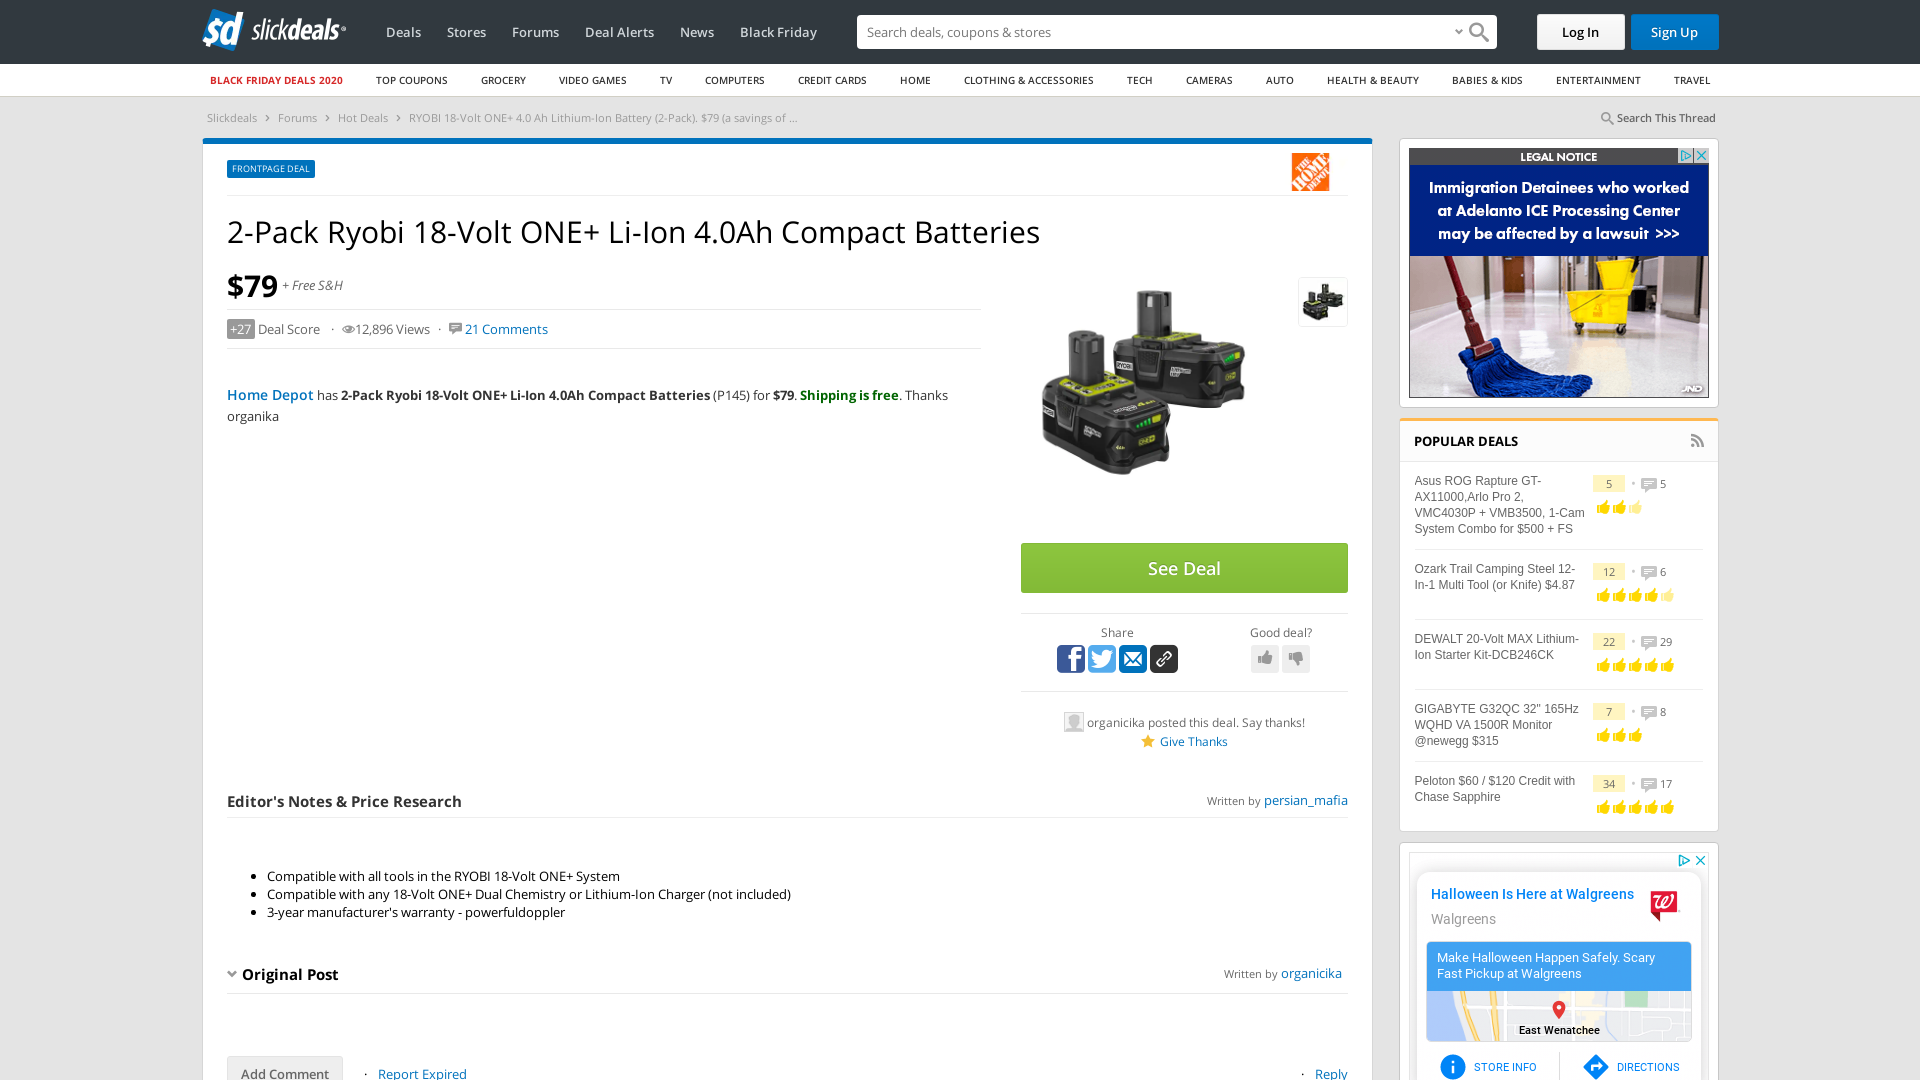 slickdeals
Deals
Stores
Forums
Deal Alerts
News
Black Friday
Search deals, coupons & stores
Log In
Sign Up
BLACK FRIDAY DEALS 2020
TOP COUPONS
GROCERY
VIDEO GAMES
TV
COMPUTERS
CREDIT CARDS
HOME
CLOTHING & ACCESSORIES
TECH
CAMERAS
AUTO
HEALTH & BEAUTY
BABIES & KIDS
ENTERTAINMENT
TRAVEL
Slickdeals › Forums › Hot Deals › RYOBI 18-Volt ONE+ 4.0 Ah Lithium-Ion Battery (2-Pack). $79 (a savings of ...
Search This Thread
FRONTPAGE DEAL
THE HOME DEPOT
2-Pack Ryobi 18-Volt ONE+ Li-Ion 4.0Ah Compact Batteries
$79 + Free S&H
+27 Deal Score · 12,896 Views · 21 Comments
Home Depot has 2-Pack Ryobi 18-Volt ONE+ Li-Ion 4.0Ah Compact Batteries (P145) for $79. Shipping is free. Thanks
organika
See Deal
Share
Good deal?
organicika posted this deal. Say thanks!
Give Thanks
Editor's Notes & Price Research
Written by persian_mafia
Compatible with all tools in the RYOBI 18-Volt ONE+ System
Compatible with any 18-Volt ONE+ Dual Chemistry or Lithium-Ion Charger (not included)
3-year manufacturer's warranty - powerfuldoppler
Original Post
Written by organicika
Add Comment
· Report Expired
· Reply
LEGAL NOTICE
Immigration Detainees who worked
at Adelanto ICE Processing Center
may be affected by a lawsuit >>>
JND
POPULAR DEALS
Asus ROG Rapture GT-
AX11000,Arlo Pro 2,
VMC4030P + VMB3500, 1-Cam
System Combo for $500 + FS
5 • 5
Ozark Trail Camping Steel 12-
In-1 Multi Tool (or Knife) $4.87
12 • 6
DEWALT 20-Volt MAX Lithium-
Ion Starter Kit-DCB246CK
22 • 29
GIGABYTE G32QC 32" 165Hz
WQHD VA 1500R Monitor
@newegg $315
7 • 8
Peloton $60 / $120 Credit with
Chase Sapphire
34 • 17
Halloween Is Here at Walgreens
Walgreens
Make Halloween Happen Safely. Scary
Fast Pickup at Walgreens
East Wenatchee
STORE INFO
DIRECTIONS